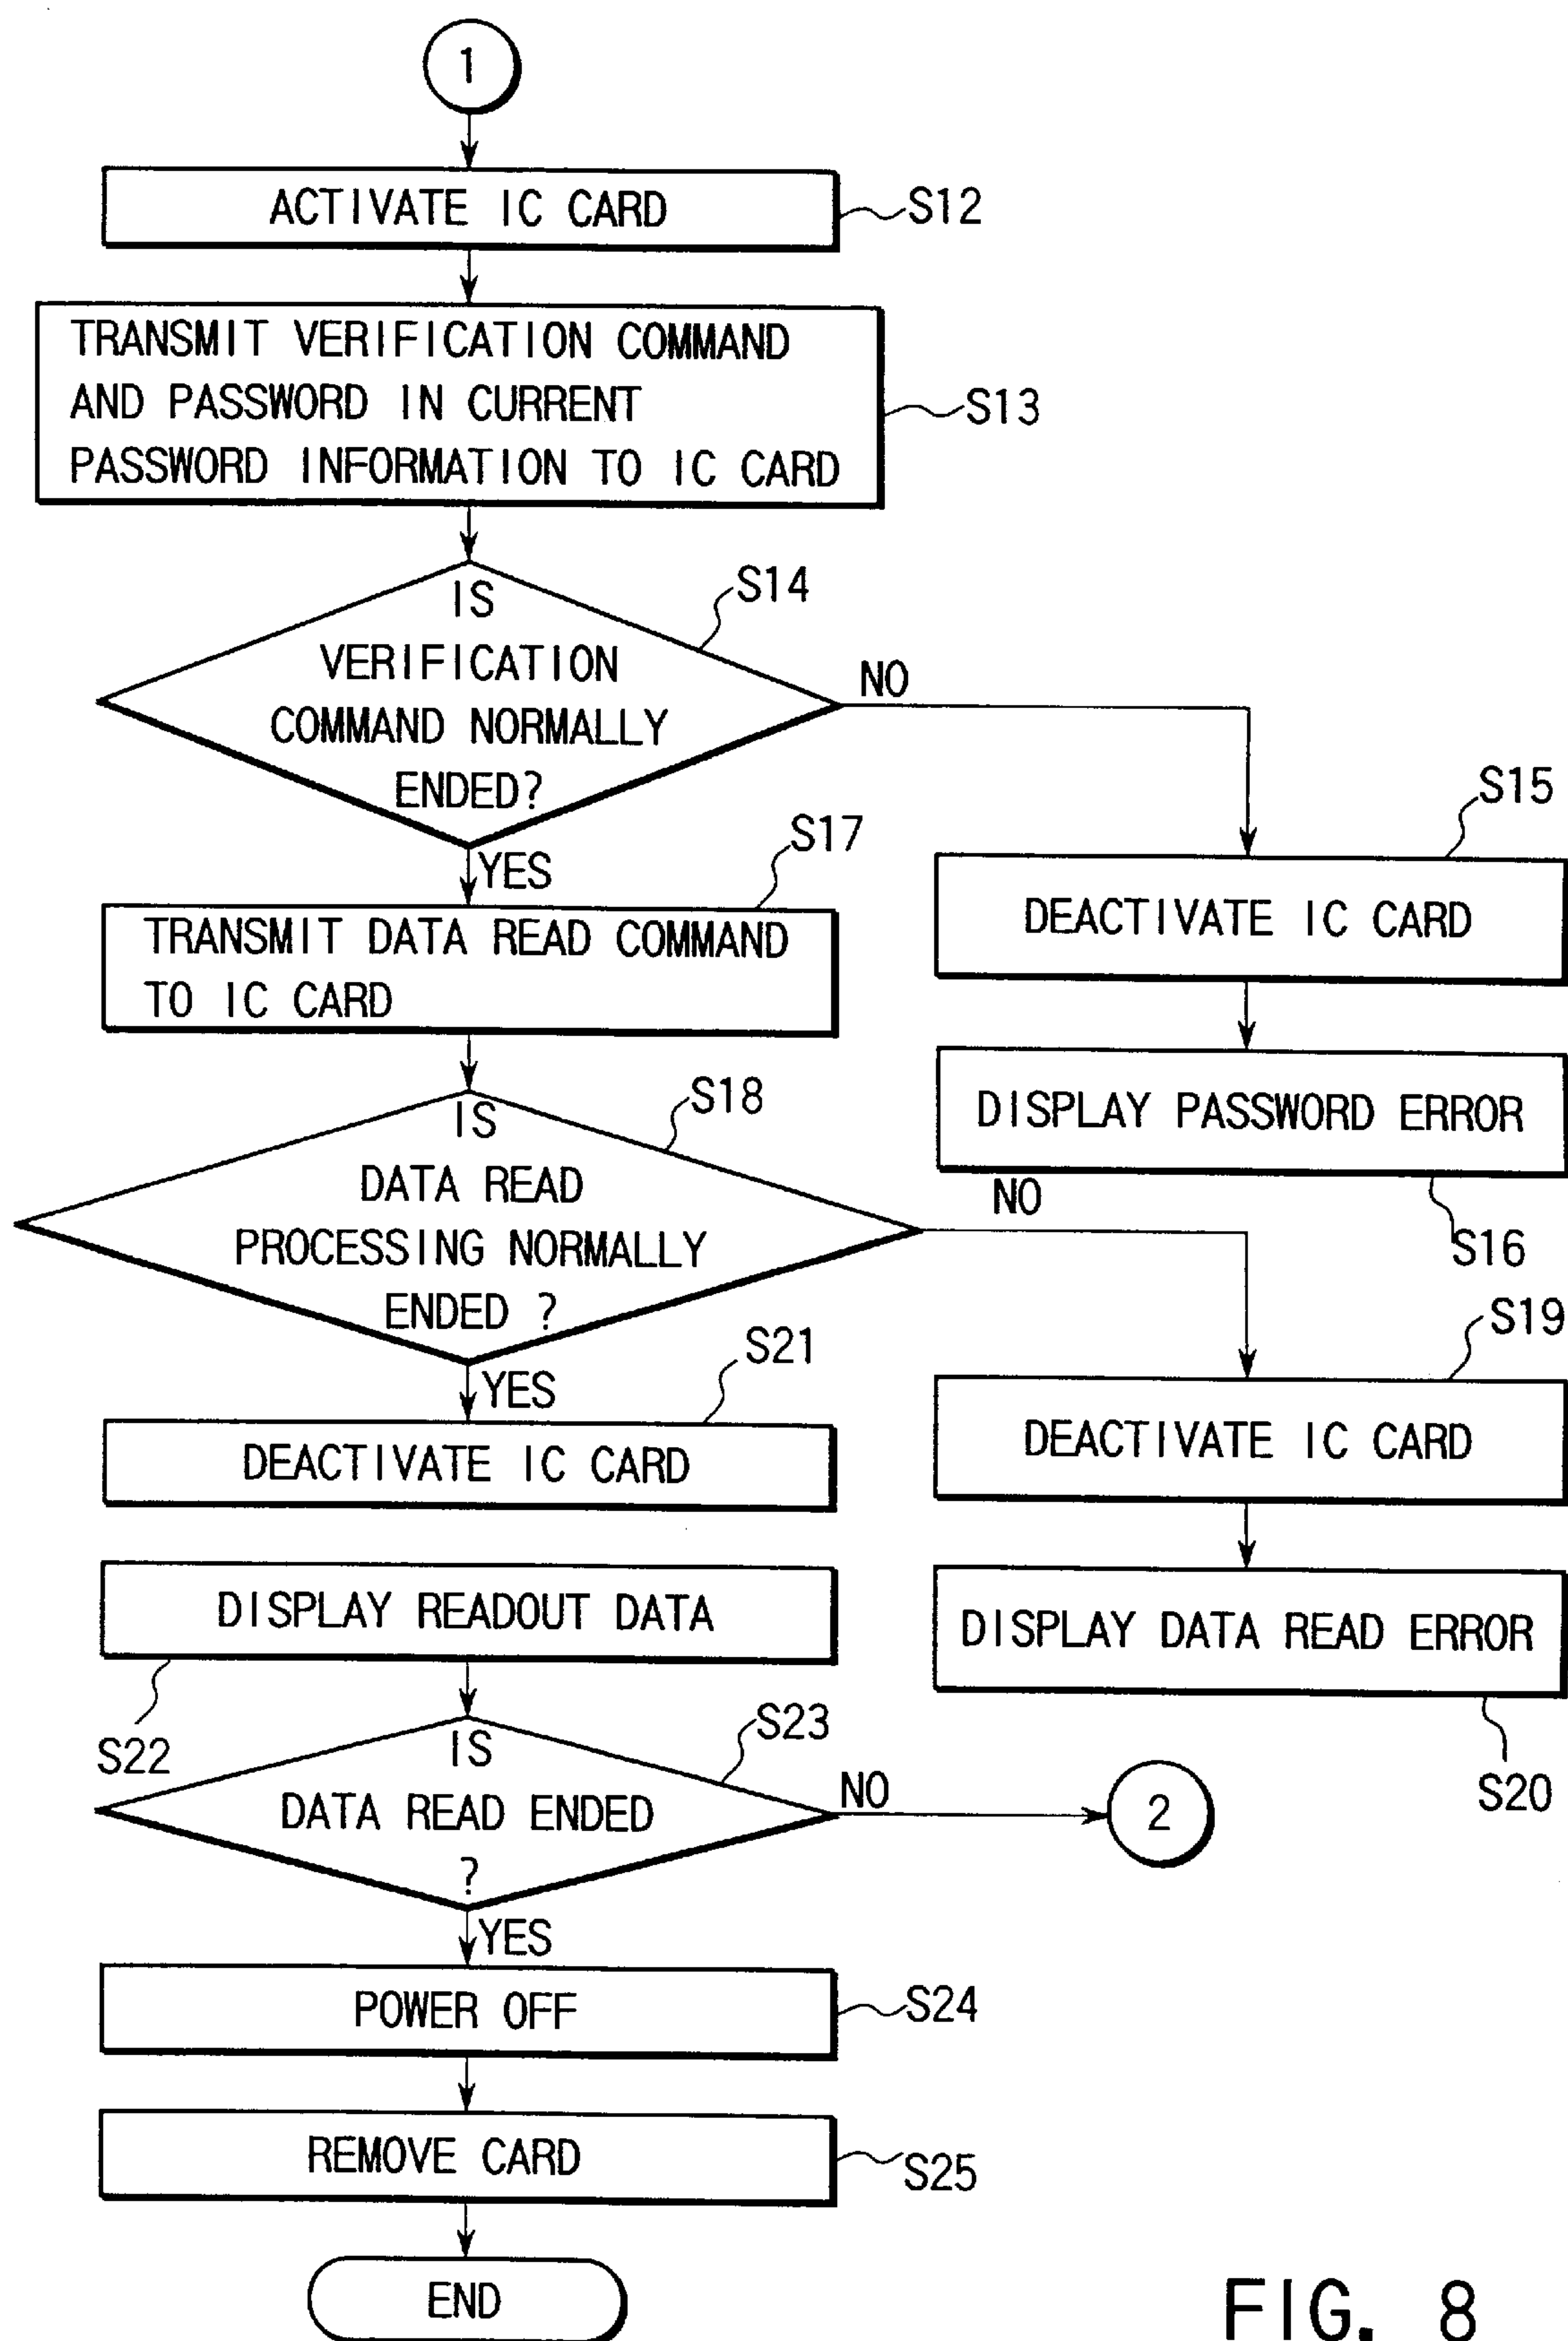 1
ACTIVATE IC CARD
S12
TRANSMIT VERIFICATION COMMAND
AND PASSWORD IN CURRENT
PASSWORD INFORMATION TO IC CARD
S13
IS
VERIFICATION
COMMAND NORMALLY
ENDED?
S14
NO
YES
S15
DEACTIVATE IC CARD
DISPLAY PASSWORD ERROR
S16
S17
TRANSMIT DATA READ COMMAND
TO IC CARD
IS
DATA READ
PROCESSING NORMALLY
ENDED ?
S18
NO
YES
S19
DEACTIVATE IC CARD
DISPLAY DATA READ ERROR
S20
S21
DEACTIVATE IC CARD
DISPLAY READOUT DATA
S22
IS
DATA READ ENDED
?
S23
NO
2
YES
POWER OFF
S24
REMOVE CARD
S25
END
FIG. 8